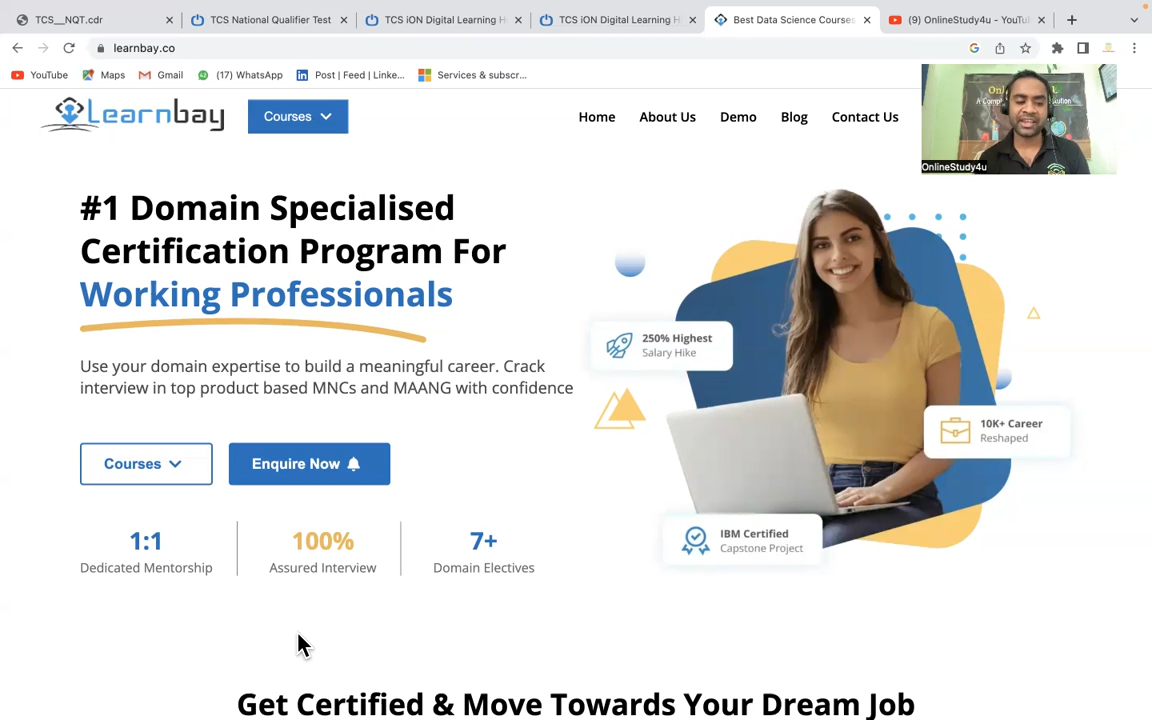 TCS__NQT.cdr
TCS National Qualifier Test
TCS iON Digital Learning H
TCS iON Digital Learning H
Best Data Science Courses
(9) OnlineStudy4u - YouTu
learnbay.co
YouTube
Maps
Gmail
(17) WhatsApp
Post | Feed | Linke...
Services & subscr...
Learnbay
Courses
Home
About Us
Demo
Blog
Contact Us
OnlineStudy4u
#1 Domain Specialised
Certification Program For
Working Professionals
Use your domain expertise to build a meaningful career. Crack
interview in top product based MNCs and MAANG with confidence
Courses
Enquire Now
1:1
Dedicated Mentorship
100%
Assured Interview
7+
Domain Electives
250% Highest
Salary Hike
10K+ Career
Reshaped
IBM Certified
Capstone Project
Get Certified & Move Towards Your Dream Job